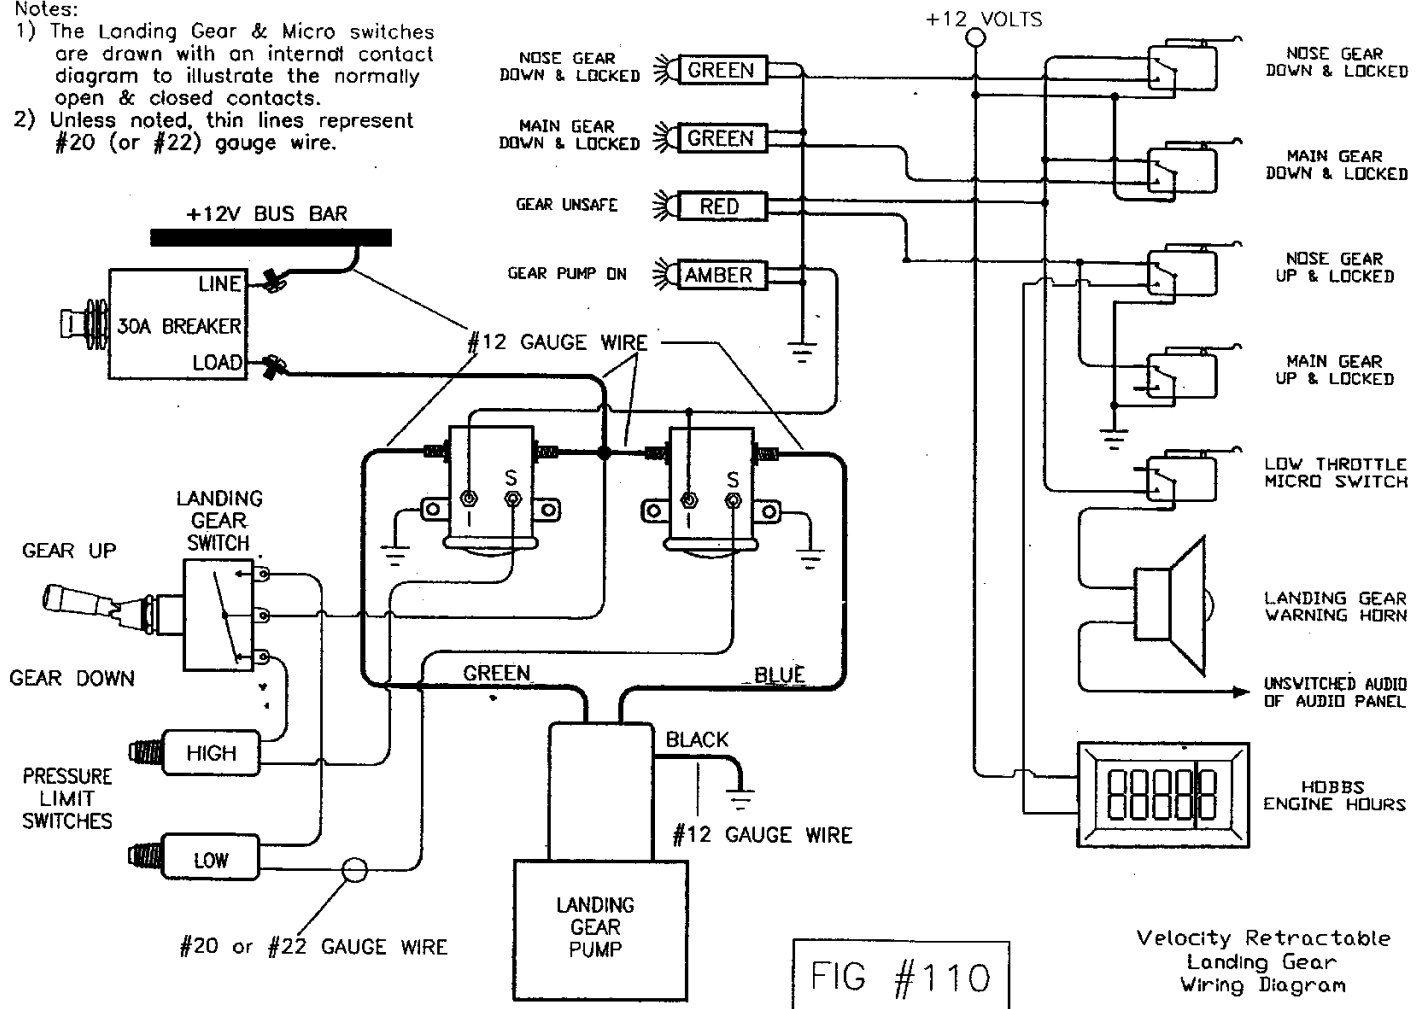 Notes:
1) The Landing Gear & Micro switches
are drawn with an internal contact
diagram to illustrate the normally
open & closed contacts.
2) Unless noted, thin lines represent
#20 (or #22) gauge wire.
+12V BUS BAR
LINE
30A BREAKER
LOAD
#12 GAUGE WIRE
NOSE GEAR
DOWN & LOCKED
GREEN
MAIN GEAR
DOWN & LOCKED
GREEN
GEAR UNSAFE
RED
GEAR PUMP ON
AMBER
+12 VOLTS
NOSE GEAR
DOWN & LOCKED
MAIN GEAR
DOWN & LOCKED
NOSE GEAR
UP & LOCKED
MAIN GEAR
UP & LOCKED
LOW THROTTLE
MICRO SWITCH
LANDING GEAR
WARNING HORN
UNSWITCHED AUDIO
OF AUDIO PANEL
HOBBS
ENGINE HOURS
S
I
S
I
LANDING
GEAR
SWITCH
GEAR UP
GEAR DOWN
HIGH
PRESSURE
LIMIT
SWITCHES
LOW
#20 or #22 GAUGE WIRE
GREEN
BLUE
BLACK
#12 GAUGE WIRE
LANDING
GEAR
PUMP
FIG #110
Velocity Retractable
Landing Gear
Wiring Diagram